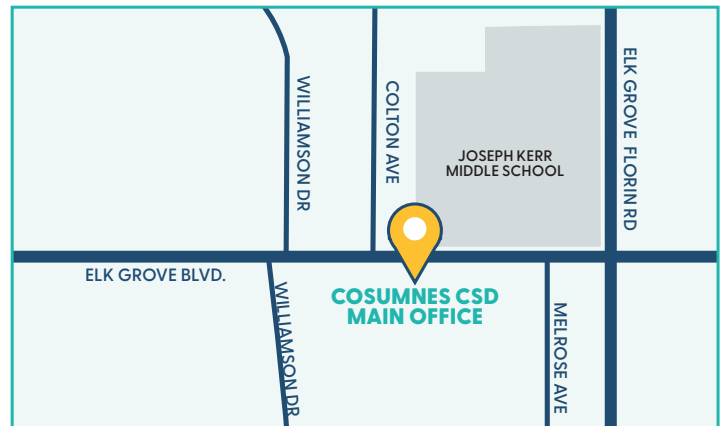 WILLIAMSON DR
COLTON AVE
ELK GROVE FLORIN RD
JOSEPH KERR
MIDDLE SCHOOL
ELK GROVE BLVD.
COSUMNES CSD
MAIN OFFICE
WILLIAMSON DR
MELROSE AVE